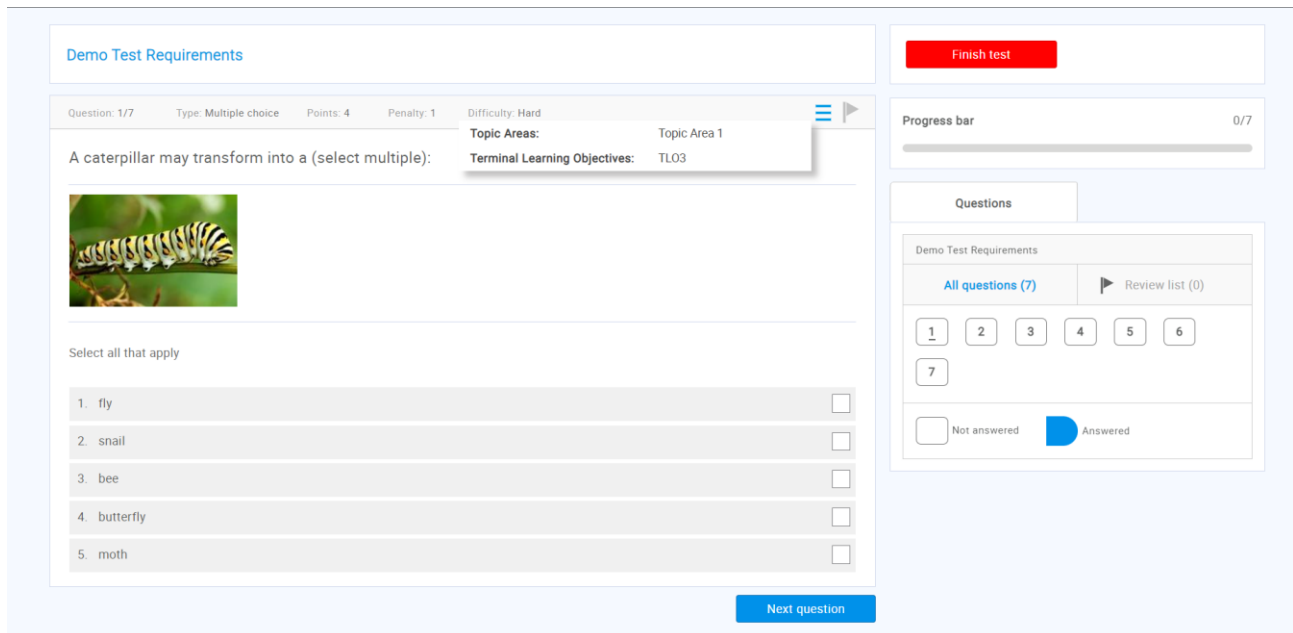 Demo Test Requirements
Finish test
Question: 1/7 Type: Multiple choice Points: 4 Penalty: 1 Difficulty: Hard
Topic Areas: Topic Area 1
Terminal Learning Objectives: TLO3
A caterpillar may transform into a (select multiple):
Select all that apply
1. fly
2. snail
3. bee
4. butterfly
5. moth
Next question
Progress bar 0/7
Questions
Demo Test Requirements
All questions (7) Review list (0)
1 2 3 4 5 6
7
Not answered Answered